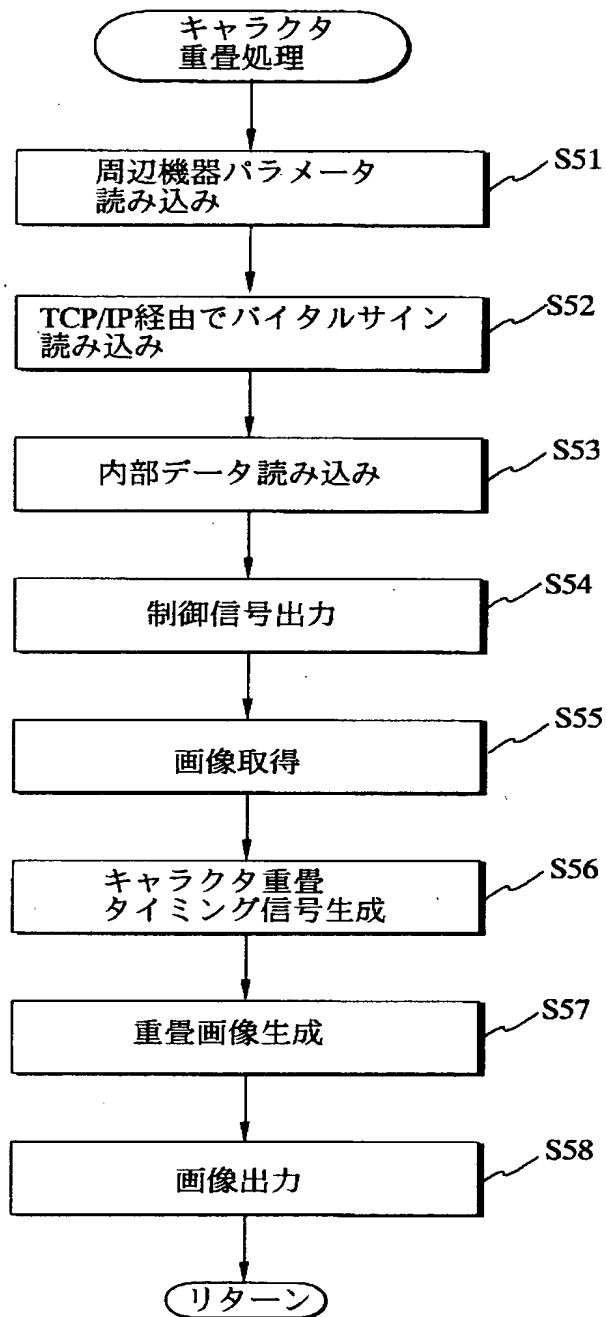 キャラクタ
重畳処理
周辺機器パラメータ
読み込み
S51
TCP/IP経由でバイタルサイン
読み込み
S52
内部データ読み込み
S53
制御信号出力
S54
画像取得
S55
キャラクタ重畳
タイミング信号生成
S56
重畳画像生成
S57
画像出力
S58
リターン